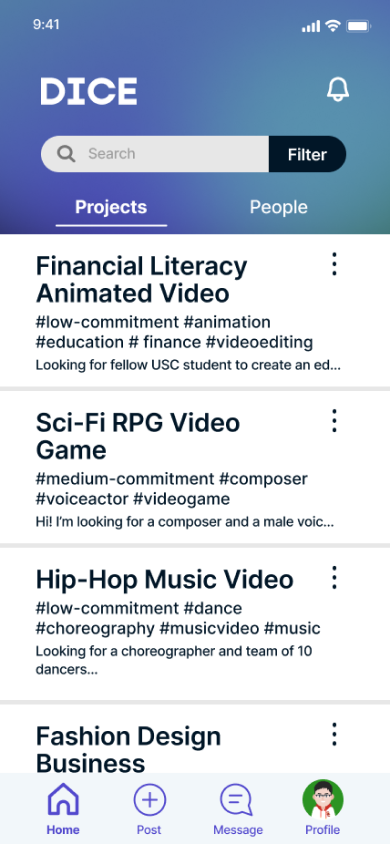 9:41
DICE
Search
Filter
Projects
People
Financial Literacy
Animated Video
#low-commitment #animation
#education # finance #videoediting
Looking for fellow USC student to create an ed...
Sci-Fi RPG Video
Game
#medium-commitment #composer
#voiceactor #videogame
Hi! I'm looking for a composer and a male voic...
Hip-Hop Music Video
#low-commitment #dance
#choreography #musicvideo #music
Looking for a choreographer and team of 10
dancers...
Fashion Design
Business
Home
Post
Message
Profile